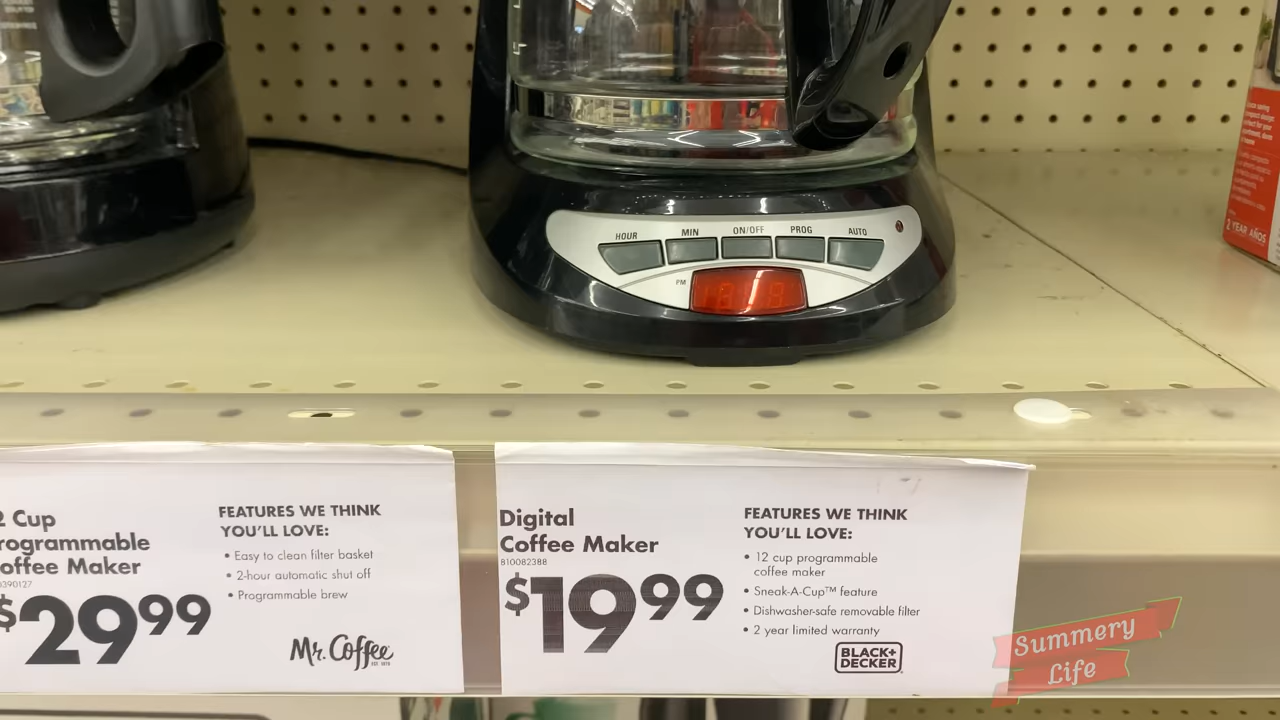 HOUR MIN ON/OFF PROG AUTO
PM
2 YEAR AÑOS
2 Cup
rogrammable
offee Maker
0390127
$29.99
FEATURES WE THINK
YOU'LL LOVE:
• Easy to clean filter basket
• 2-hour automatic shut off
• Programmable brew
Mr. Coffee
Digital
Coffee Maker
B10082388
$19.99
FEATURES WE THINK
YOU'LL LOVE:
• 12 cup programmable
coffee maker
• Sneak-A-Cup™ feature
• Dishwasher-safe removable filter
• 2 year limited warranty
BLACK+
DECKER
Summery
Life